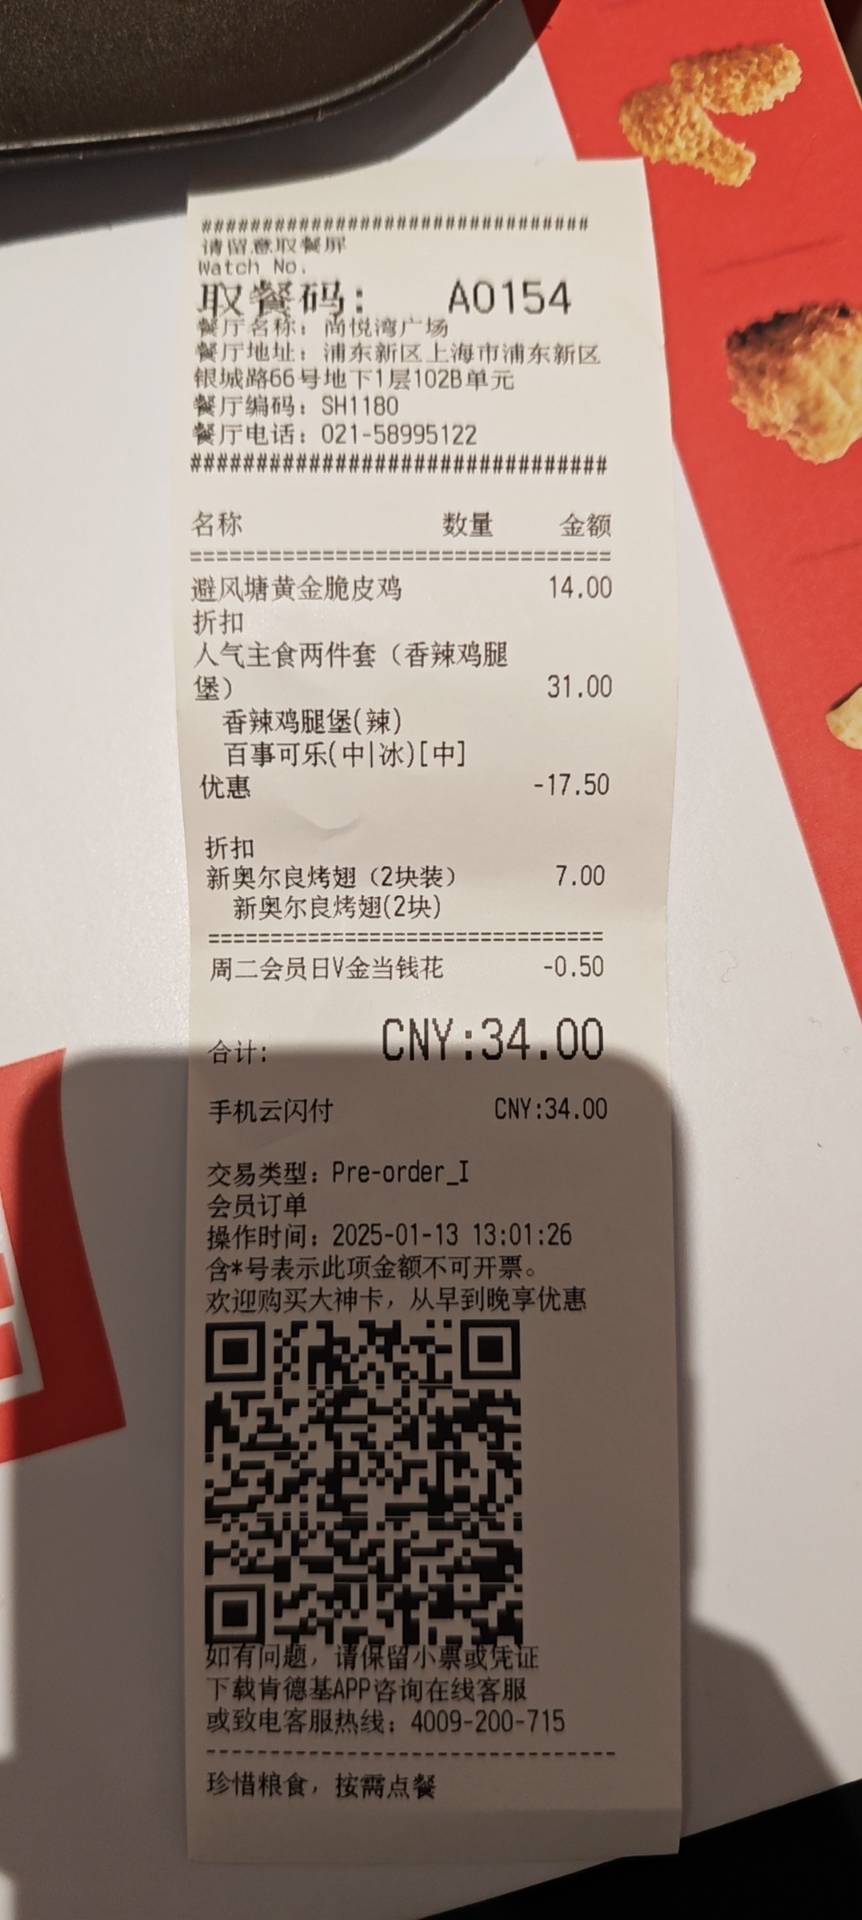 ################################
请留意取餐屏
Watch No.
取餐码： A0154
餐厅名称：尚悦湾广场
餐厅地址：浦东新区上海市浦东新区
银城路66号地下1层102B单元
餐厅编码：SH1180
餐厅电话：021-58995122
################################
名称 数量 金额
================================
避风塘黄金脆皮鸡 14.00
折扣
人气主食两件套（香辣鸡腿
堡） 31.00
香辣鸡腿堡(辣)
百事可乐(中|冰)[中]
优惠 -17.50
折扣
新奥尔良烤翅（2块装） 7.00
新奥尔良烤翅(2块)
================================
周二会员日V金当钱花 -0.50
合计: CNY:34.00
手机云闪付 CNY:34.00
交易类型：Pre-order_I
会员订单
操作时间：2025-01-13 13:01:26
含*号表示此项金额不可开票。
欢迎购买大神卡，从早到晚享优惠
如有问题，请保留小票或凭证
下载肯德基APP咨询在线客服
或致电客服热线：4009-200-715
--------------------------------
珍惜粮食，按需点餐